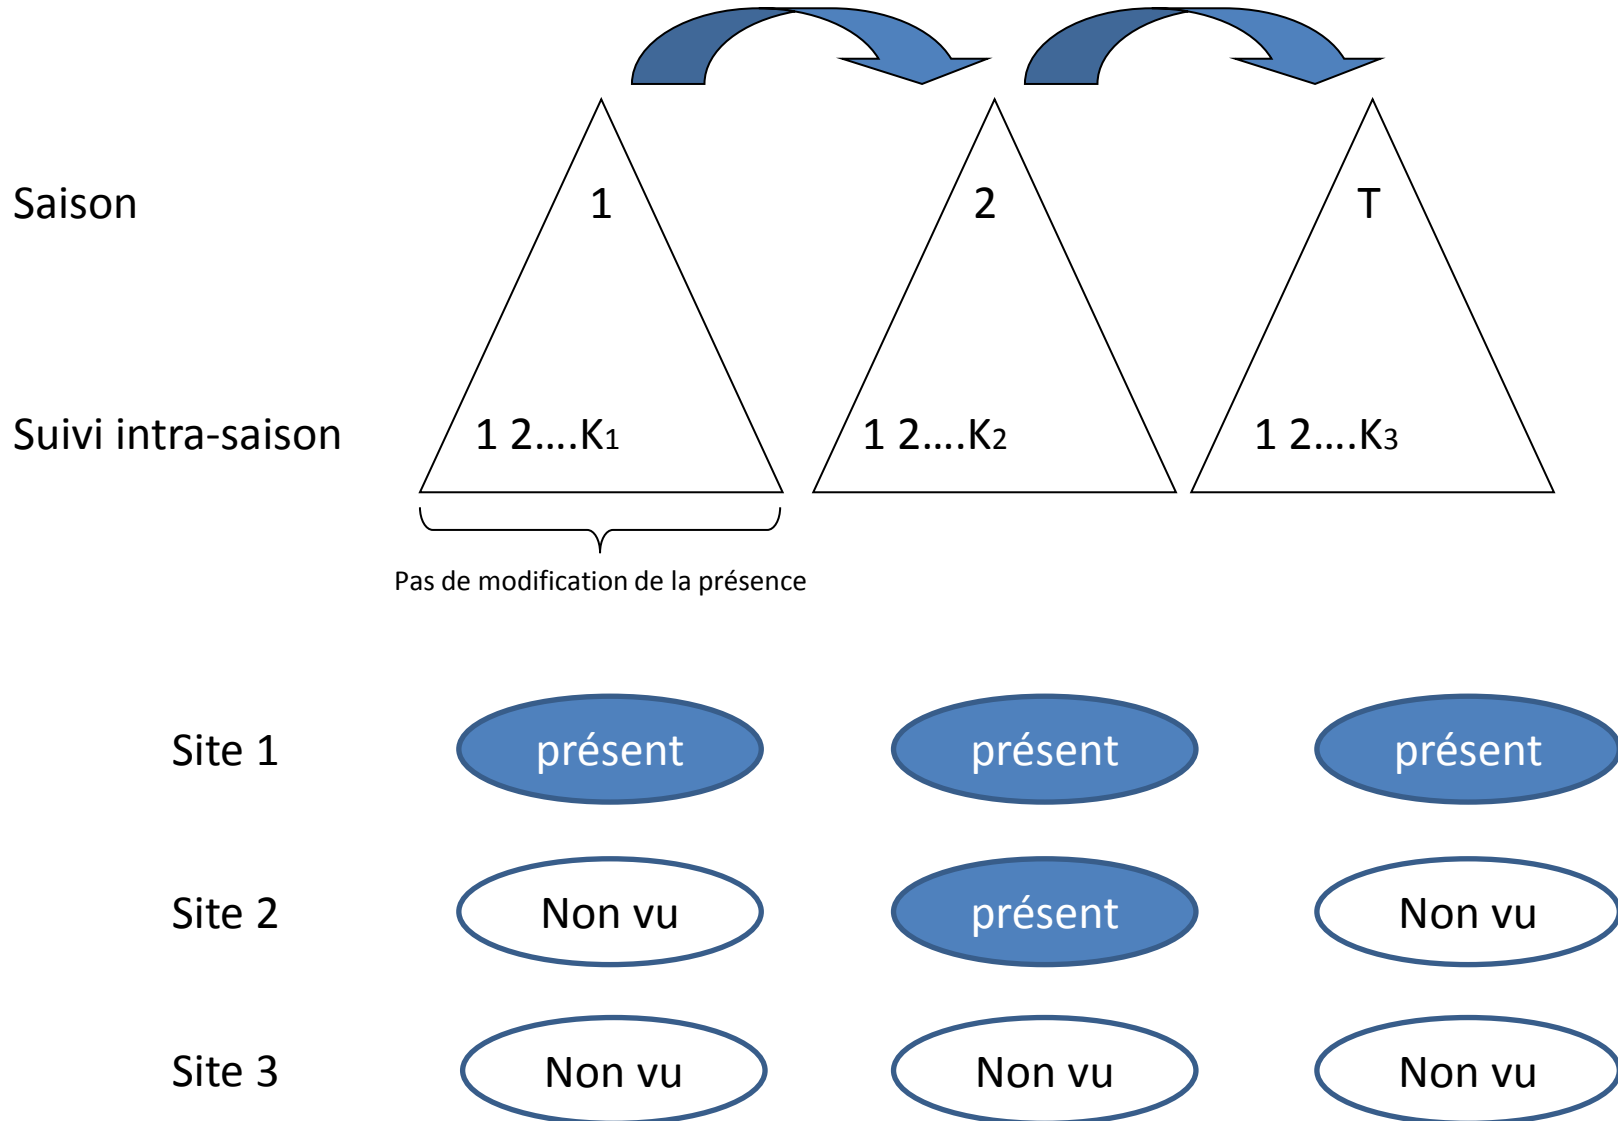 Saison 1 2 T
Suivi intra-saison 1 2....K1 1 2....K2 1 2....K3
Pas de modification de la présence
Site 1 présent présent présent
Site 2 Non vu présent Non vu
Site 3 Non vu Non vu Non vu